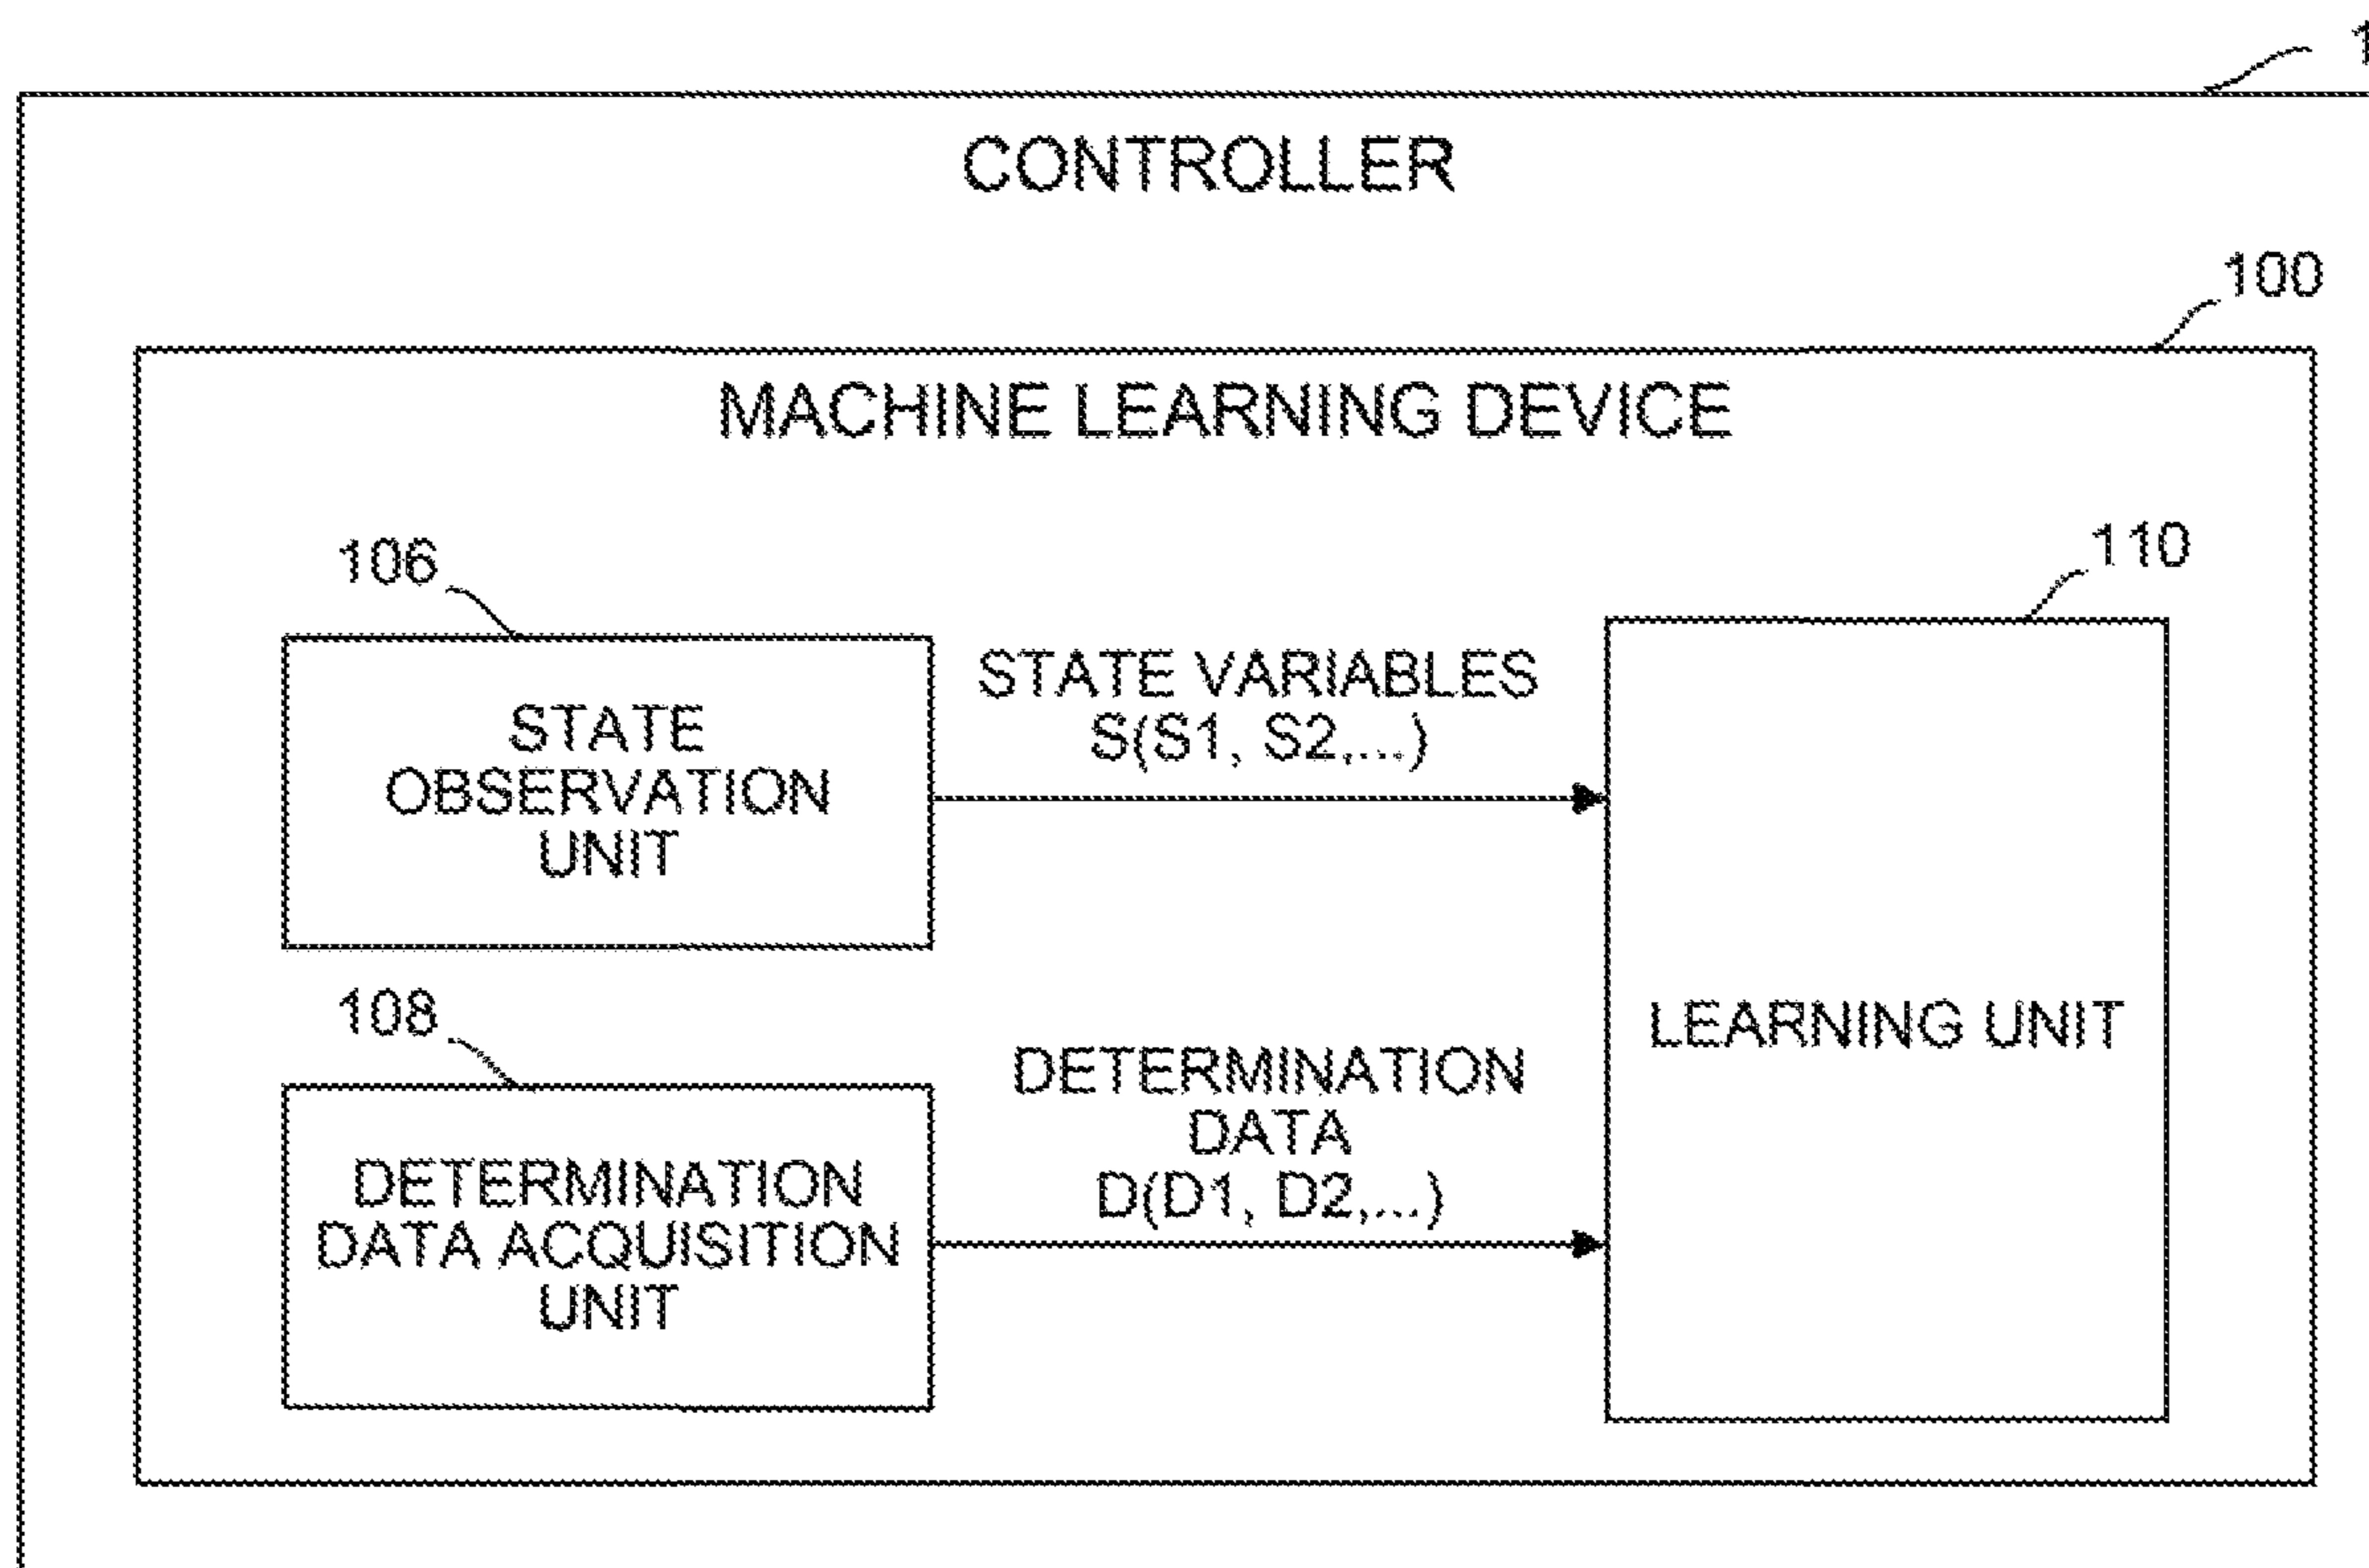 1
CONTROLLER
100
MACHINE LEARNING DEVICE
106
110
STATE
OBSERVATION
UNIT
STATE VARIABLES
S(S1, S2,...)
108
DETERMINATION
DATA ACQUISITION
UNIT
DETERMINATION
DATA
D(D1, D2,...)
LEARNING UNIT